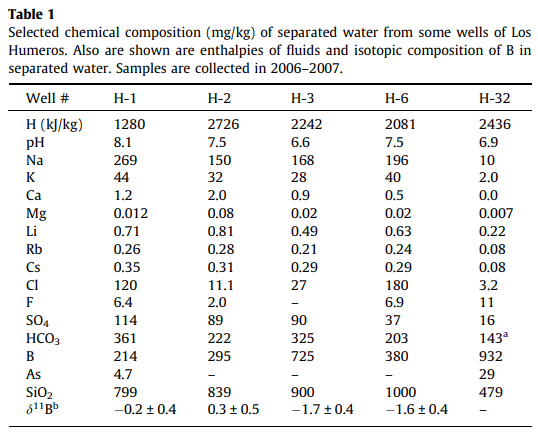 Table 1
Selected chemical composition (mg/kg) of separated water from some wells of Los
Humeros. Also are shown are enthalpies of fluids and isotopic composition of B in
separated water. Samples are collected in 2006–2007.
Well # H-1 H-2 H-3 H-6 H-32
H (kJ/kg) 1280 2726 2242 2081 2436
pH 8.1 7.5 6.6 7.5 6.9
Na 269 150 168 196 10
K 44 32 28 40 2.0
Ca 1.2 2.0 0.9 0.5 0.0
Mg 0.012 0.08 0.02 0.02 0.007
Li 0.71 0.81 0.49 0.63 0.22
Rb 0.26 0.28 0.21 0.24 0.08
Cs 0.35 0.31 0.29 0.29 0.08
Cl 120 11.1 27 180 3.2
F 6.4 2.0 – 6.9 11
SO₄ 114 89 90 37 16
HCO₃ 361 222 325 203 143ᵃ
B 214 295 725 380 932
As 4.7 – – – 29
SiO₂ 799 839 900 1000 479
δ¹¹Bᵇ −0.2 ± 0.4 0.3 ± 0.5 −1.7 ± 0.4 −1.6 ± 0.4 –